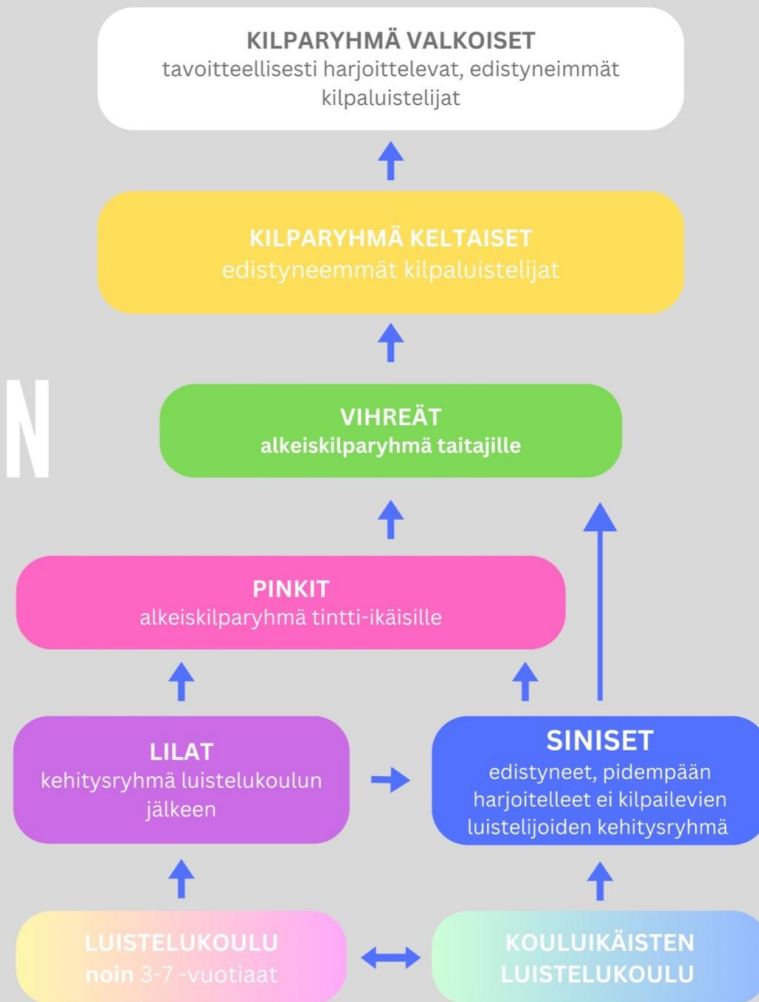 KILPARYHMÄ VALKOISET
tavoitteellisesti harjoittelevat, edistyneimmät
kilpaluistelijat
KILPARYHMÄ KELTAISET
edistyneemmät kilpaluistelijat
N
VIHREÄT
alkeiskilparyhmä taitajille
PINKIT
alkeiskilparyhmä tintti-ikäisille
LILAT
kehitysryhmä luistelukoulun
jälkeen
SINISET
edistyneet, pidempään
harjoitelleet ei kilpailevien
luistelijoiden kehitysryhmä
LUISTELUKOULU
noin 3-7 -vuotiaat
KOULUIKÄISTEN
LUISTELUKOULU